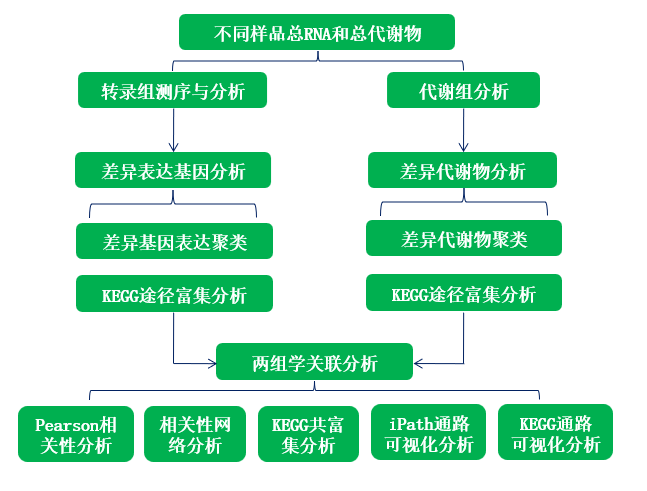 不同样品总RNA和总代谢物
转录组测序与分析
代谢组分析
差异表达基因分析
差异代谢物分析
差异基因表达聚类
差异代谢物聚类
KEGG途径富集分析
KEGG途径富集分析
两组学关联分析
Pearson相
关性分析
相关性网
络分析
KEGG共富
集分析
iPath通路
可视化分析
KEGG通路
可视化分析